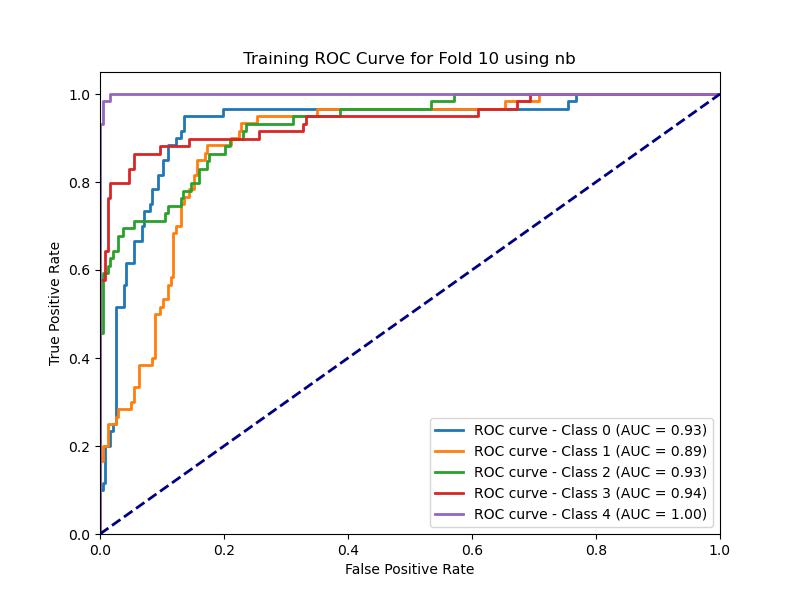 Training ROC Curve for Fold 10 using nb
True Positive Rate
1.0
0.8
0.6
0.4
0.2
0.0
ROC curve - Class 0 (AUC = 0.93)
ROC curve - Class 1 (AUC = 0.89)
ROC curve - Class 2 (AUC = 0.93)
ROC curve - Class 3 (AUC = 0.94)
ROC curve - Class 4 (AUC = 1.00)
0.0 0.2 0.4 0.6 0.8 1.0
False Positive Rate